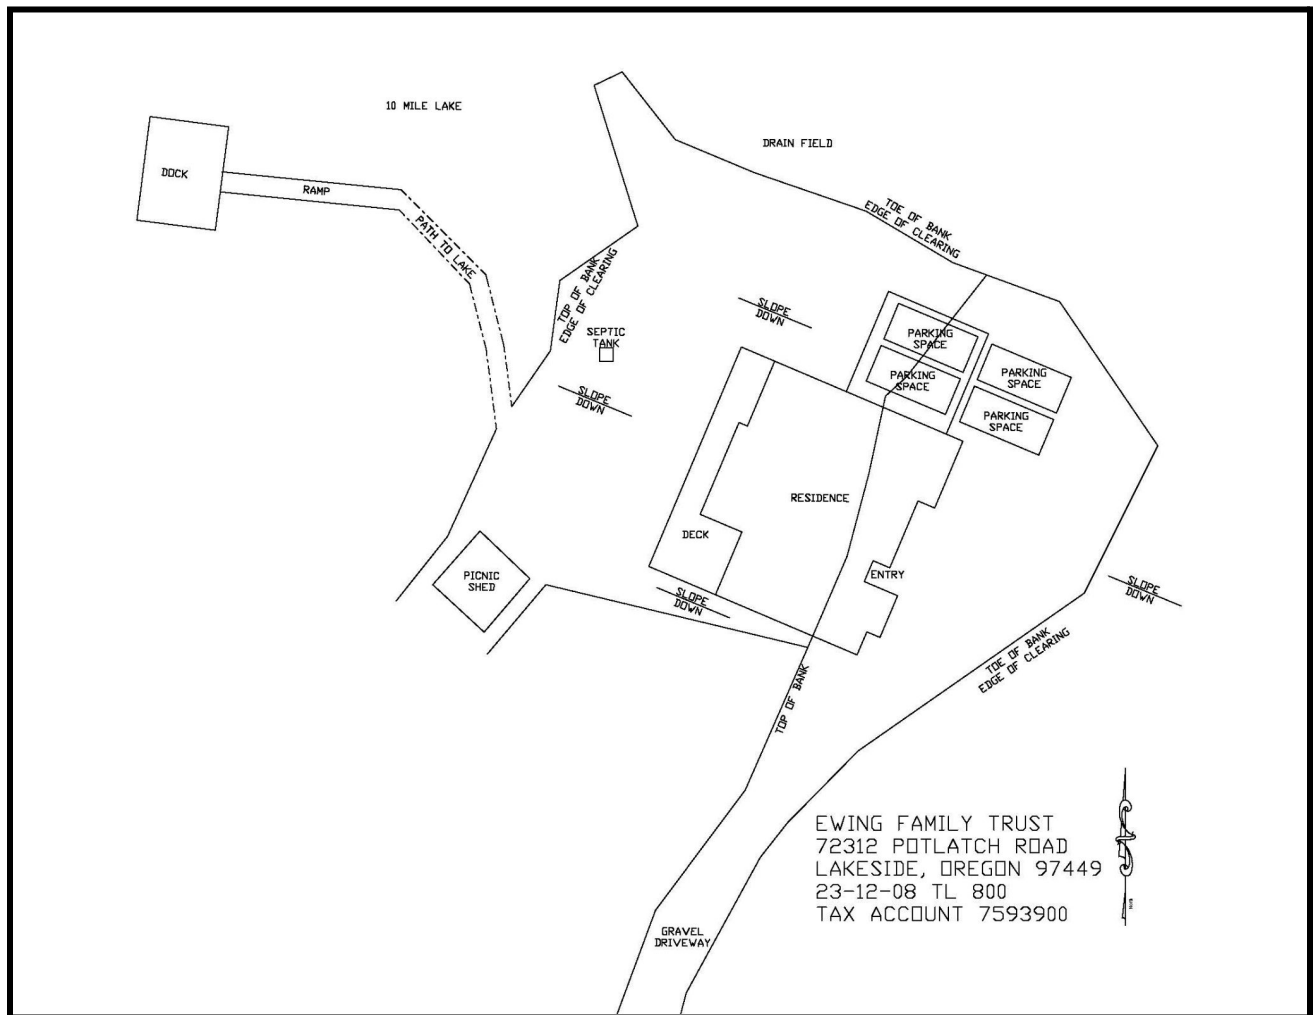 10 MILE LAKE
DOCK
RAMP
PATH TO LAKE
DRAIN FIELD
TOE OF BANK
EDGE OF CLEARING
TOP OF BANK
EDGE OF CLEARING
SEPTIC
TANK
SLOPE
DOWN
SLOPE
DOWN
PARKING
SPACE
PARKING
SPACE
PARKING
SPACE
PARKING
SPACE
RESIDENCE
DECK
ENTRY
PICNIC
SHED
SLOPE
DOWN
SLOPE
DOWN
TOE OF BANK
EDGE OF CLEARING
TOP OF BANK
EWING FAMILY TRUST
72312 POTLATCH ROAD
LAKESIDE, OREGON 97449
23-12-08 TL 800
TAX ACCOUNT 7593900
GRAVEL
DRIVEWAY